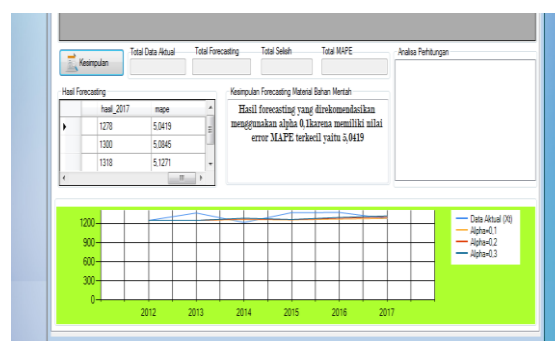 Total Data Aktual Total Forecasting Total Selisih Total MAPE Analisa Perhitungan
Kesimpulan
Hasil Forecasting Kesimpulan Forecasting Material Bahan Mentah
hasil_2017 mape
1278 5,0419
1300 5,0845
1318 5,1271
Hasil forecasting yang direkomendasikan
menggunakan alpha 0,1karena memiliki nilai
error MAPE terkecil yaitu 5,0419
1200
900
600
300
0
2012 2013 2014 2015 2016 2017
Data Aktual (Xt)
Alpha=0,1
Alpha=0,2
Alpha=0,3